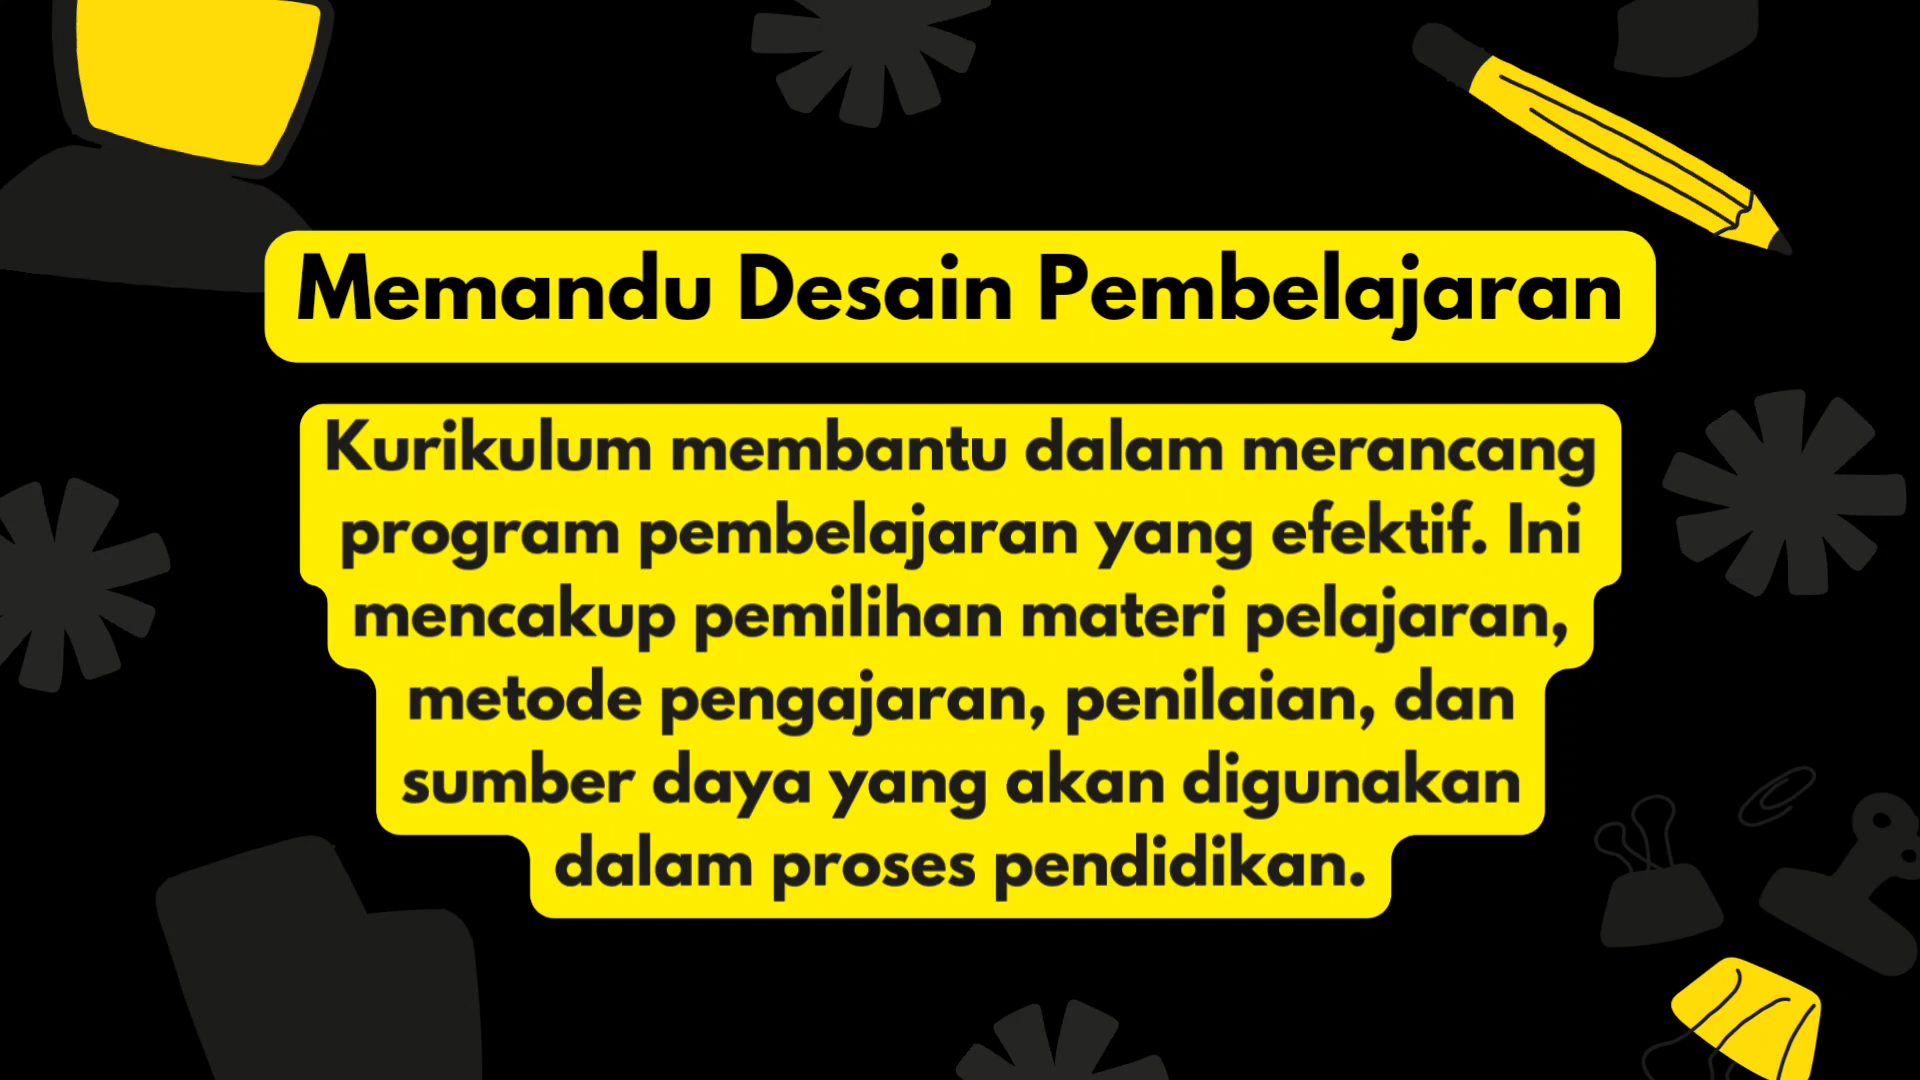 Memandu Desain Pembelajaran
Kurikulum membantu dalam merancang
program pembelajaran yang efektif. Ini
mencakup pemilihan materi pelajaran,
metode pengajaran, penilaian, dan
sumber daya yang akan digunakan
dalam proses pendidikan.